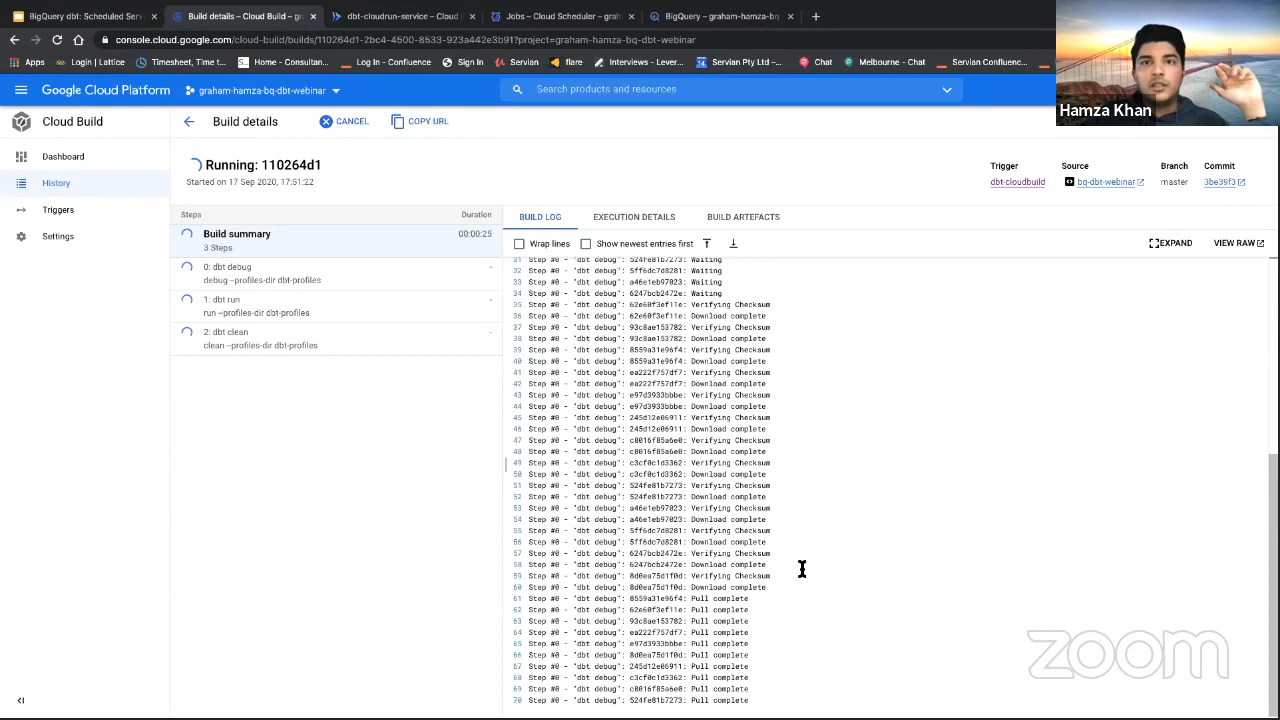 BigQuery dbt: Scheduled Serv
Build details – Cloud Build – gr
dbt-cloudrun-service – Cloud
Jobs – Cloud Scheduler – grah
BigQuery – graham-hamza-bq
console.cloud.google.com/cloud-build/builds/110264d1-2bc4-4500-8533-923a442e3b91?project=graham-hamza-bq-dbt-webinar
Apps
Login | Lattice
Timesheet, Time t...
Home - Consultan...
Log In - Confluence
Sign In
Servian
flare
Interviews - Lever...
Servian Pty Ltd -...
Chat
Melbourne - Chat
Servian Confluenc...
Hamza Khan
Google Cloud Platform
graham-hamza-bq-dbt-webinar
Search products and resources
Cloud Build
Build details
CANCEL
COPY URL
Dashboard
History
Triggers
Settings
Running: 110264d1
Started on 17 Sep 2020, 17:51:22
Trigger
Source
Branch
Commit
dbt-cloudbuild
bq-dbt-webinar
master
3be39f3
Steps
Duration
Build summary
00:00:25
3 Steps
0: dbt debug
-
debug --profiles-dir dbt-profiles
1: dbt run
-
run --profiles-dir dbt-profiles
2: dbt clean
-
clean --profiles-dir dbt-profiles
BUILD LOG
EXECUTION DETAILS
BUILD ARTEFACTS
Wrap lines
Show newest entries first
EXPAND
VIEW RAW
31 Step #0 - "dbt debug": 524fe81b7273: Waiting
32 Step #0 - "dbt debug": 5ff6dc7d8281: Waiting
33 Step #0 - "dbt debug": a46e1eb97023: Waiting
34 Step #0 - "dbt debug": 6247bcb2472e: Waiting
35 Step #0 - "dbt debug": 62e60f3ef11e: Verifying Checksum
36 Step #0 - "dbt debug": 62e60f3ef11e: Download complete
37 Step #0 - "dbt debug": 93c8ae153782: Verifying Checksum
38 Step #0 - "dbt debug": 93c8ae153782: Download complete
39 Step #0 - "dbt debug": 8559a31e96f4: Verifying Checksum
40 Step #0 - "dbt debug": 8559a31e96f4: Download complete
41 Step #0 - "dbt debug": ea222f757df7: Verifying Checksum
42 Step #0 - "dbt debug": ea222f757df7: Download complete
43 Step #0 - "dbt debug": e97d3933bbbe: Verifying Checksum
44 Step #0 - "dbt debug": e97d3933bbbe: Download complete
45 Step #0 - "dbt debug": 245d12e06911: Verifying Checksum
46 Step #0 - "dbt debug": 245d12e06911: Download complete
47 Step #0 - "dbt debug": c8016f85a6e0: Verifying Checksum
48 Step #0 - "dbt debug": c8016f85a6e0: Download complete
49 Step #0 - "dbt debug": c3cf0c1d3362: Verifying Checksum
50 Step #0 - "dbt debug": c3cf0c1d3362: Download complete
51 Step #0 - "dbt debug": 524fe81b7273: Verifying Checksum
52 Step #0 - "dbt debug": 524fe81b7273: Download complete
53 Step #0 - "dbt debug": a46e1eb97023: Verifying Checksum
54 Step #0 - "dbt debug": a46e1eb97023: Download complete
55 Step #0 - "dbt debug": 5ff6dc7d8281: Verifying Checksum
56 Step #0 - "dbt debug": 5ff6dc7d8281: Download complete
57 Step #0 - "dbt debug": 6247bcb2472e: Verifying Checksum
58 Step #0 - "dbt debug": 6247bcb2472e: Download complete
59 Step #0 - "dbt debug": 8d0ea75d1f0d: Verifying Checksum
60 Step #0 - "dbt debug": 8d0ea75d1f0d: Download complete
61 Step #0 - "dbt debug": 8559a31e96f4: Pull complete
62 Step #0 - "dbt debug": 62e60f3ef11e: Pull complete
63 Step #0 - "dbt debug": 93c8ae153782: Pull complete
64 Step #0 - "dbt debug": ea222f757df7: Pull complete
65 Step #0 - "dbt debug": e97d3933bbbe: Pull complete
66 Step #0 - "dbt debug": 8d0ea75d1f0d: Pull complete
67 Step #0 - "dbt debug": 245d12e06911: Pull complete
68 Step #0 - "dbt debug": c3cf0c1d3362: Pull complete
69 Step #0 - "dbt debug": c8016f85a6e0: Pull complete
70 Step #0 - "dbt debug": 524fe81b7273: Pull complete
zoom